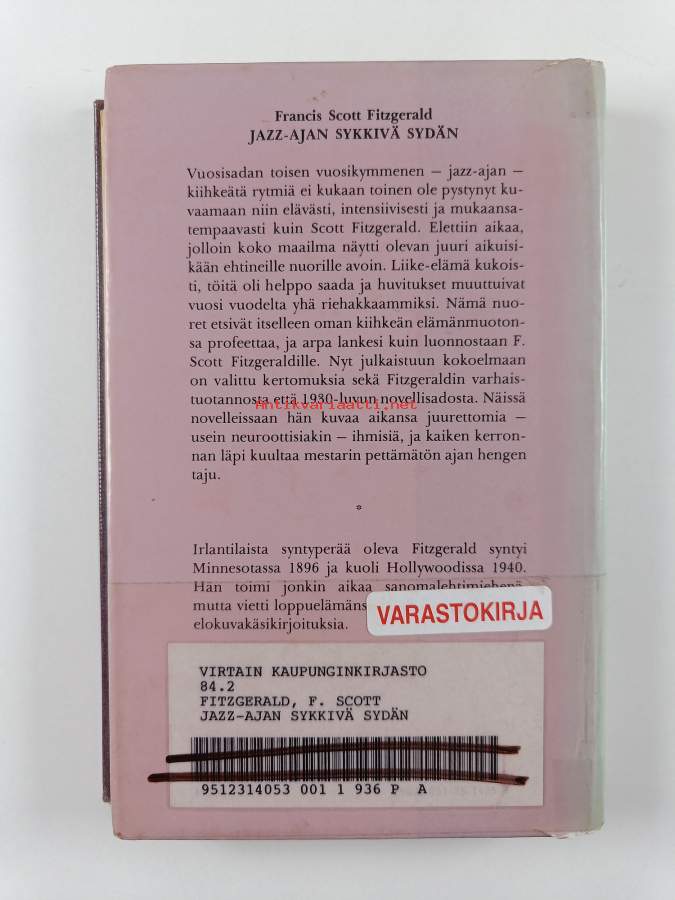 Francis Scott Fitzgerald
JAZZ-AJAN SYKKIVÄ SYDÄN
Vuosisadan toisen vuosikymmenen – jazz-ajan –
kiihkeätä rytmiä ei kukaan toinen ole pystynyt ku-
vaamaan niin elävästi, intensiivisesti ja mukaansa-
tempaavasti kuin Scott Fitzgerald. Elettiin aikaa,
jolloin koko maailma näytti olevan juuri aikuisi-
kään ehtineille nuorille avoin. Liike-elämä kukois-
ti, töitä oli helppo saada ja huvitukset muuttuivat
vuosi vuodelta yhä riehakkaammiksi. Nämä nuo-
ret etsivät itselleen oman kiihkeän elämänmuoton-
sa profeettaa, ja arpa lankesi kuin luonnostaan F.
Scott Fitzgeraldille. Nyt julkaistuun kokoelmaan
on valittu kertomuksia sekä Fitzgeraldin varhais-
tuotannosta että 1930-luvun novellisadosta. Näissä
Antikvariaatti.net
novelleissaan hän kuvaa aikansa juurettomia –
usein neuroottisiakin – ihmisiä, ja kaiken kerron-
nan läpi kuultaa mestarin pettämätön ajan hengen
taju.
*
Irlantilaista syntyperää oleva Fitzgerald syntyi
Minnesotassa 1896 ja kuoli Hollywoodissa 1940.
Hän toimi jonkin aikaa sanomalehtimiehenä,
mutta vietti loppuelämäns
elokuvakäsikirjoituksia.
VARASTOKIRJA
VIRTAIN KAUPUNGINKIRJASTO
84.2
FITZGERALD, F. SCOTT
JAZZ-AJAN SYKKIVÄ SYDÄN
9512314053 001 1 936 P A